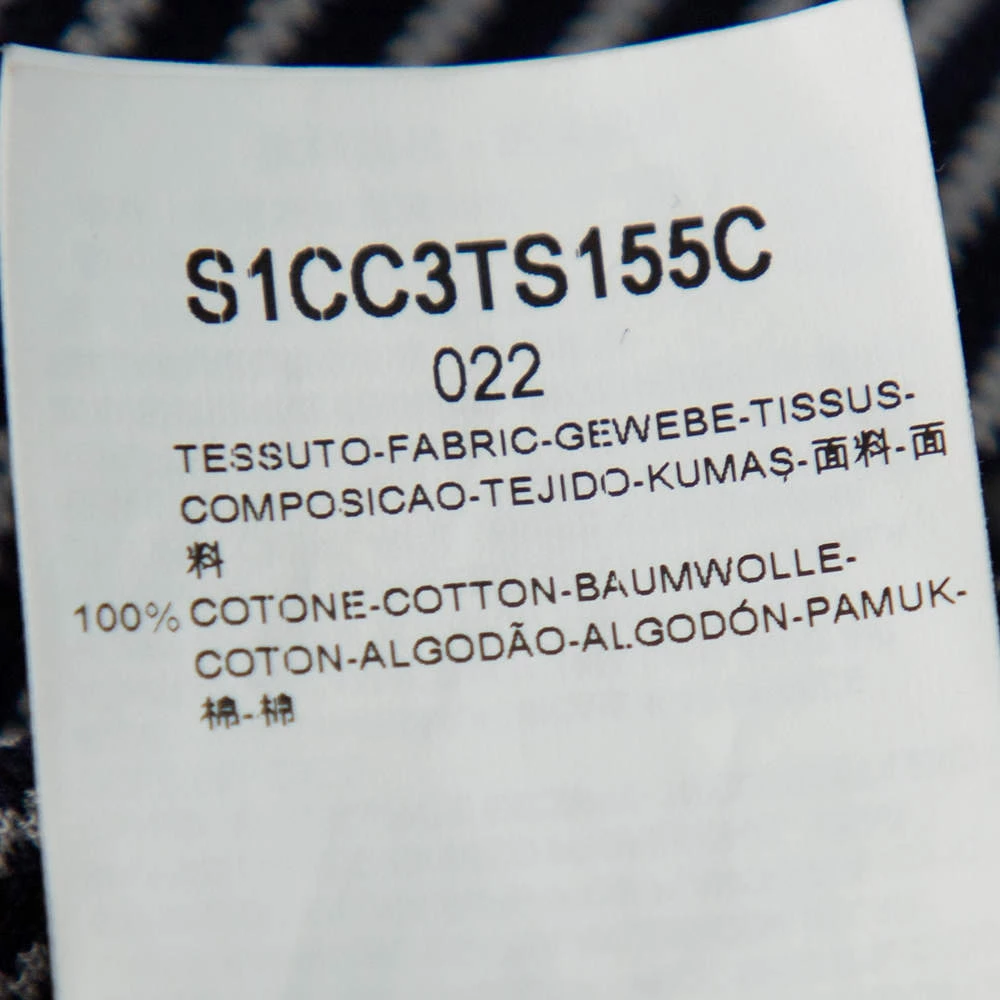 S1CC3TS155C
022
TESSUTO-FABRIC-GEWEBE-TISSUS-
COMPOSICAO-TEJIDO-KUMAŞ-面料-面
料
100% COTONE-COTTON-BAUMWOLLE-
COTON-ALGODÃO-ALGODÓN-PAMUK-
棉-棉